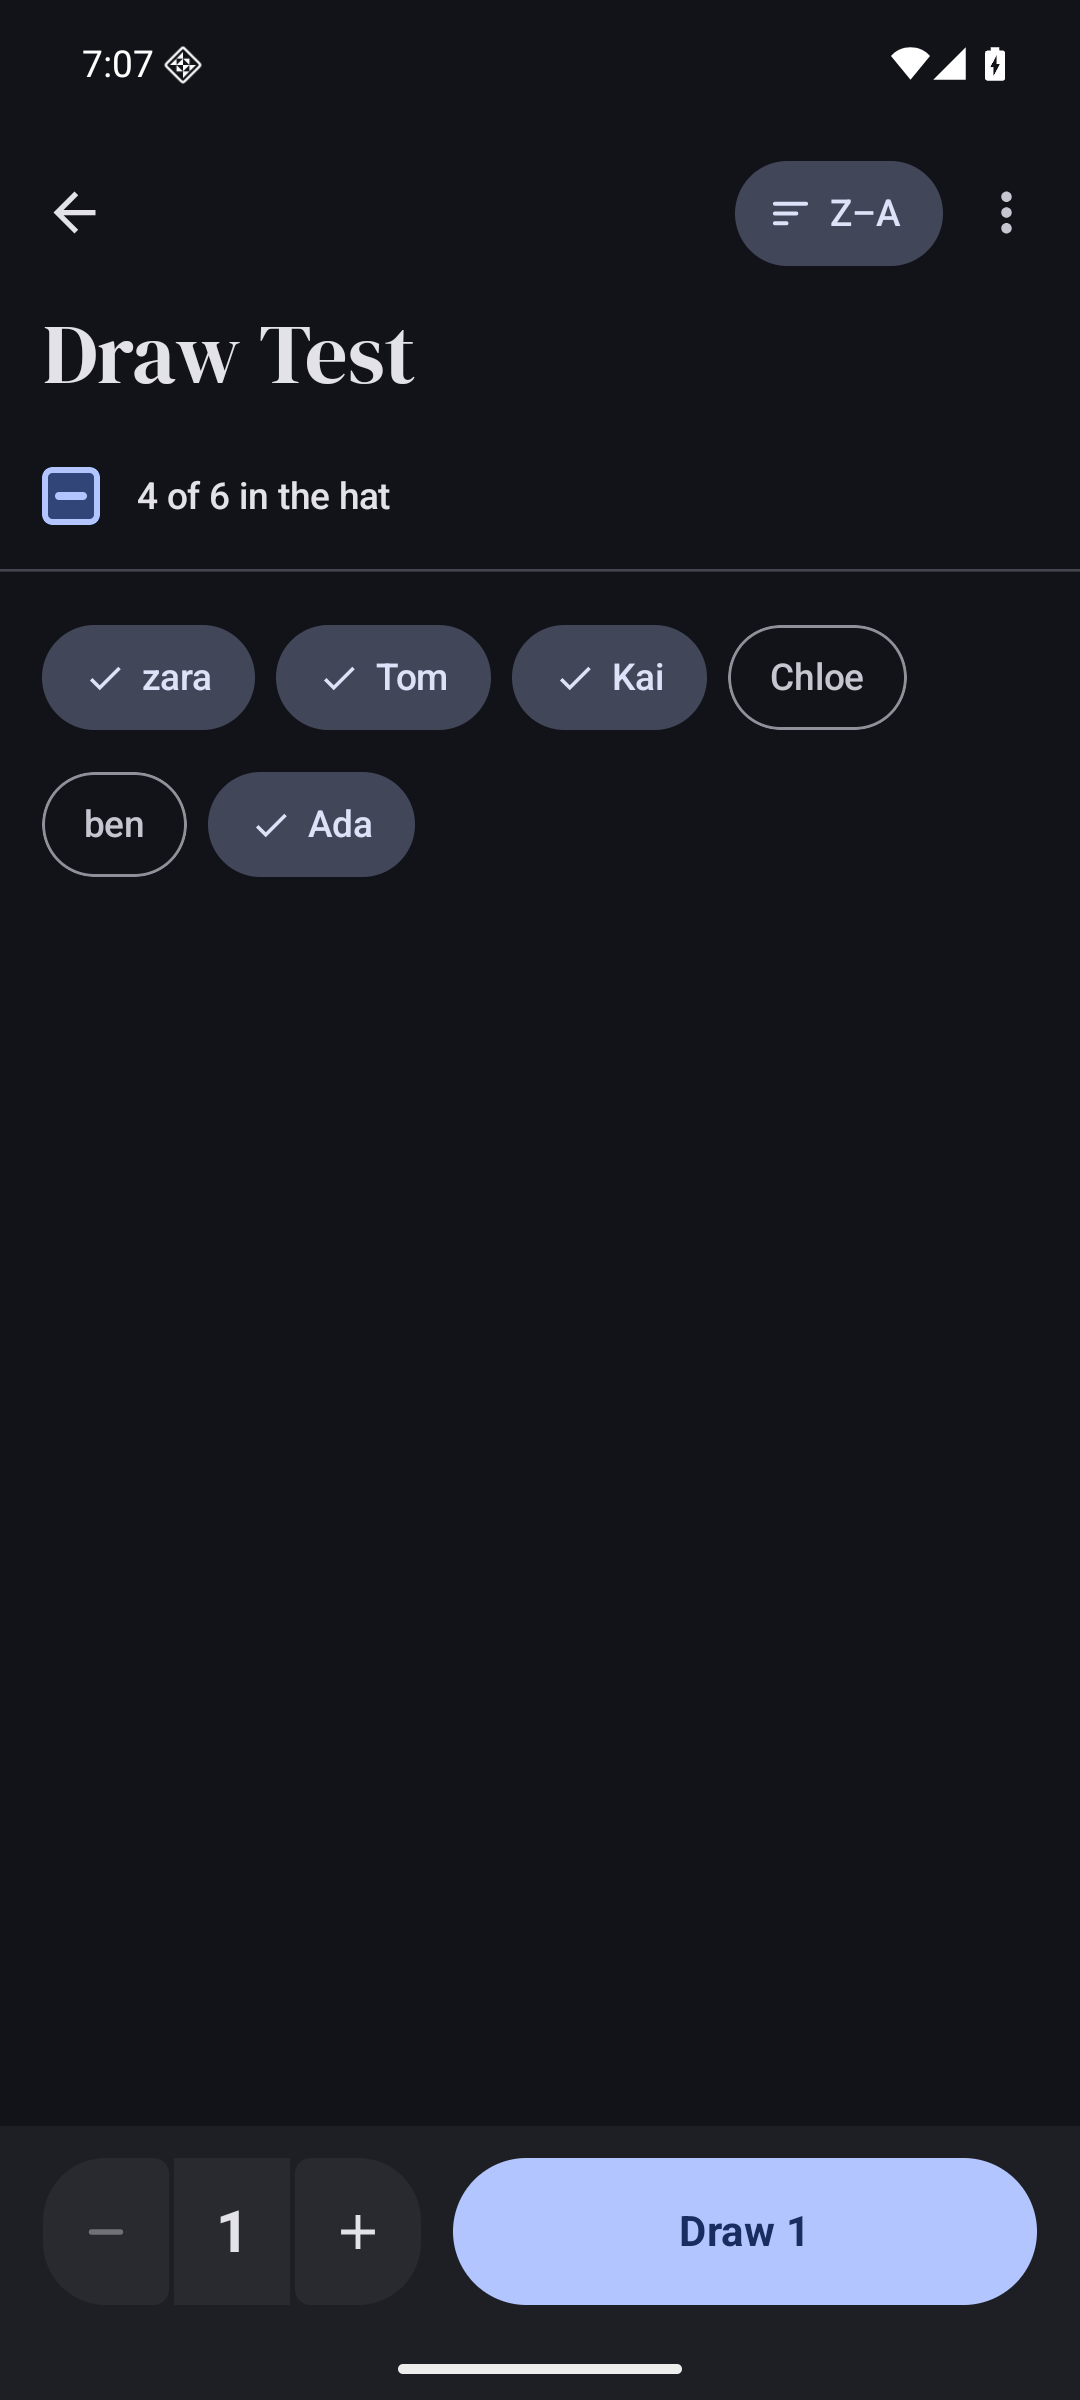 7:07
Z–A
Draw Test
4 of 6 in the hat
zara Tom Kai Chloe
ben Ada
1 Draw 1